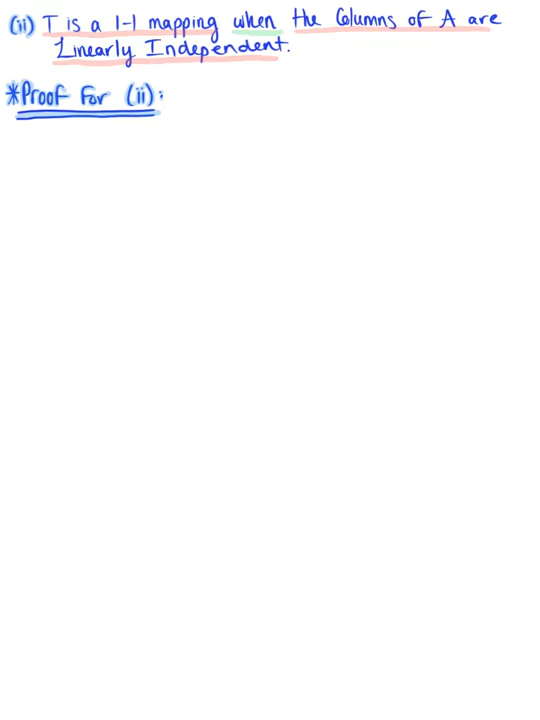 (ii) T is a 1-1 mapping when the Columns of A are
Linearly Independent.
*Proof For (ii):